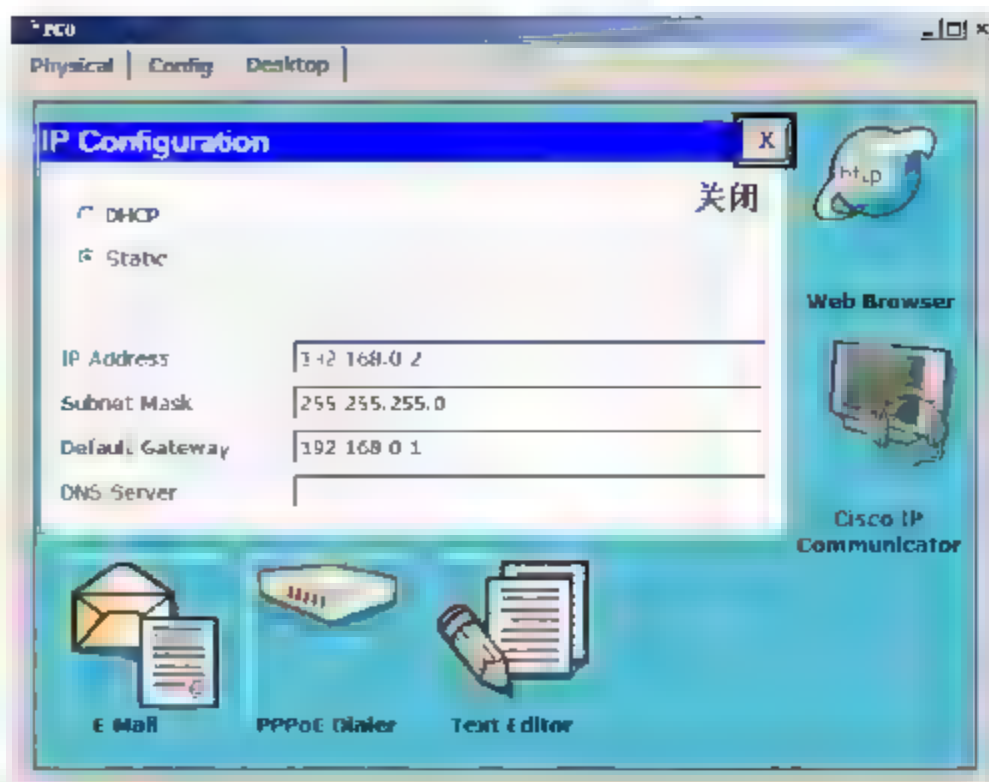 Physical Config Desktop
IP Configuration X
关闭
DHCP
Static
IP Address 192.168.0.2
Subnet Mask 255.255.255.0
Default Gateway 192.168.0.1
DNS Server
http
Web Browser
Cisco IP
Communicator
E Mail
PPPoE Dialer
Text Editor